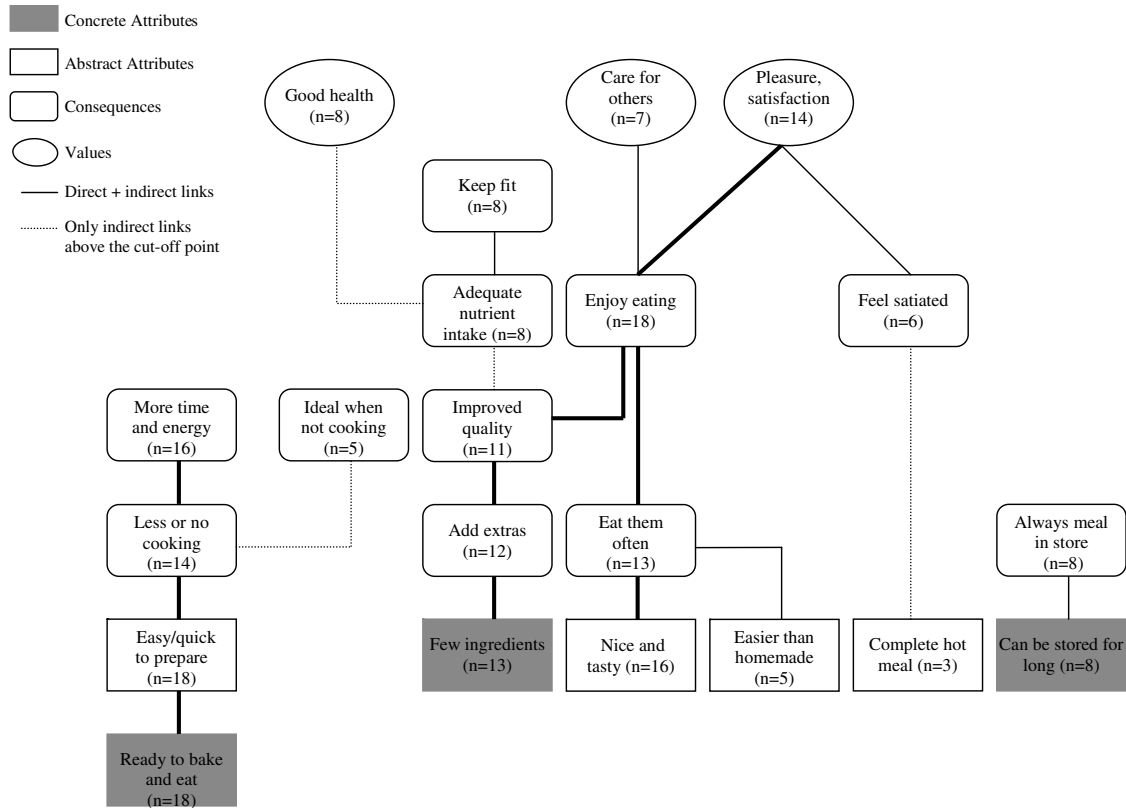 Concrete Attributes
Abstract Attributes
Consequences
Values
Direct + indirect links
Only indirect links
above the cut-off point
Good health
(n=8)
Care for
others
(n=7)
Pleasure,
satisfaction
(n=14)
Keep fit
(n=8)
Adequate
nutrient
intake (n=8)
Enjoy eating
(n=18)
Feel satiated
(n=6)
More time
and energy
(n=16)
Ideal when
not cooking
(n=5)
Improved
quality
(n=11)
Less or no
cooking
(n=14)
Add extras
(n=12)
Eat them
often
(n=13)
Always meal
in store
(n=8)
Easy/quick
to prepare
(n=18)
Few ingredients
(n=13)
Nice and
tasty (n=16)
Easier than
homemade
(n=5)
Complete hot
meal (n=3)
Can be stored for
long (n=8)
Ready to bake
and eat
(n=18)